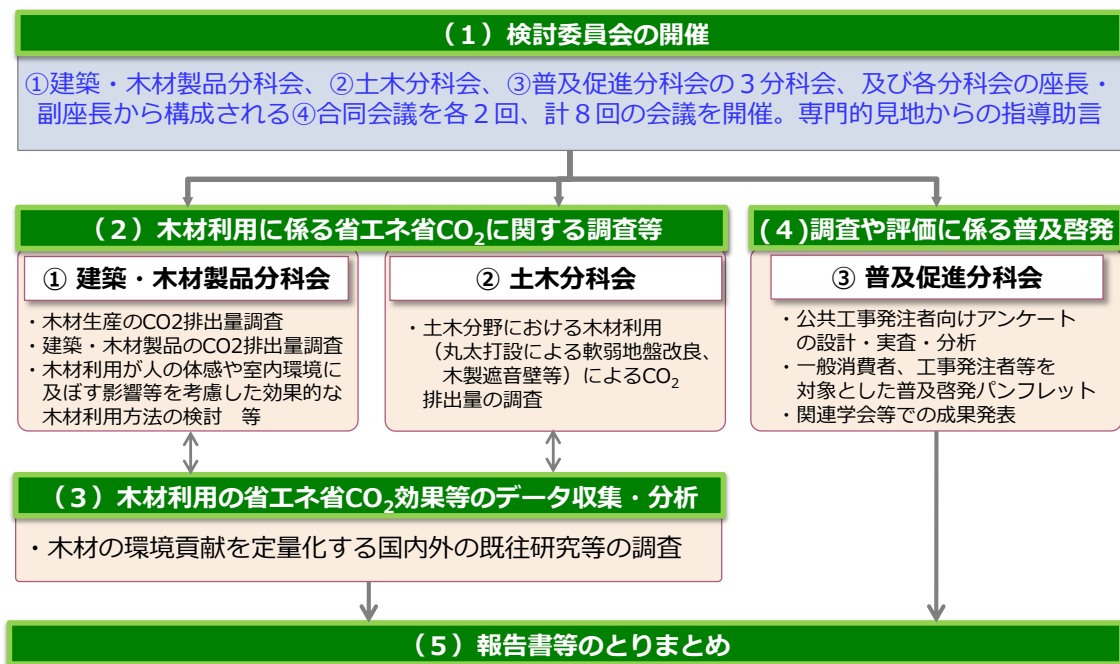 （１）検討委員会の開催
①建築・木材製品分科会、②土木分科会、③普及促進分科会の３分科会、及び各分科会の座長・
副座長から構成される④合同会議を各２回、計８回の会議を開催。専門的見地からの指導助言
（２）木材利用に係る省エネ省CO₂に関する調査等
① 建築・木材製品分科会
・木材生産のCO2排出量調査
・建築・木材製品のCO2排出量調査
・木材利用が人の体感や室内環境に
及ぼす影響等を考慮した効果的な
木材利用方法の検討　等
② 土木分科会
・土木分野における木材利用
（丸太打設による軟弱地盤改良、
木製遮音壁等）によるCO₂
排出量の調査
(４)調査や評価に係る普及啓発
③ 普及促進分科会
・公共工事発注者向けアンケート
の設計・実査・分析
・一般消費者、工事発注者等を
対象とした普及啓発パンフレット
・関連学会等での成果発表
（３）木材利用の省エネ省CO₂効果等のデータ収集・分析
・木材の環境貢献を定量化する国内外の既往研究等の調査
（５）報告書等のとりまとめ